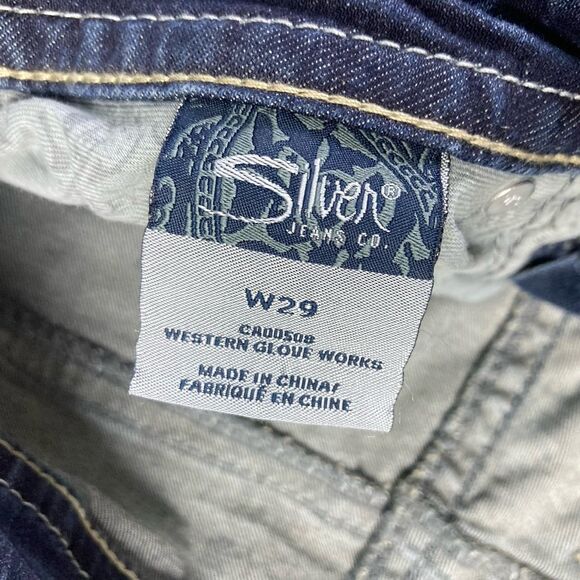 Silver®
JEANS CO.
W29
CA00508
WESTERN GLOVE WORKS
MADE IN CHINA/
FABRIQUÉ EN CHINE